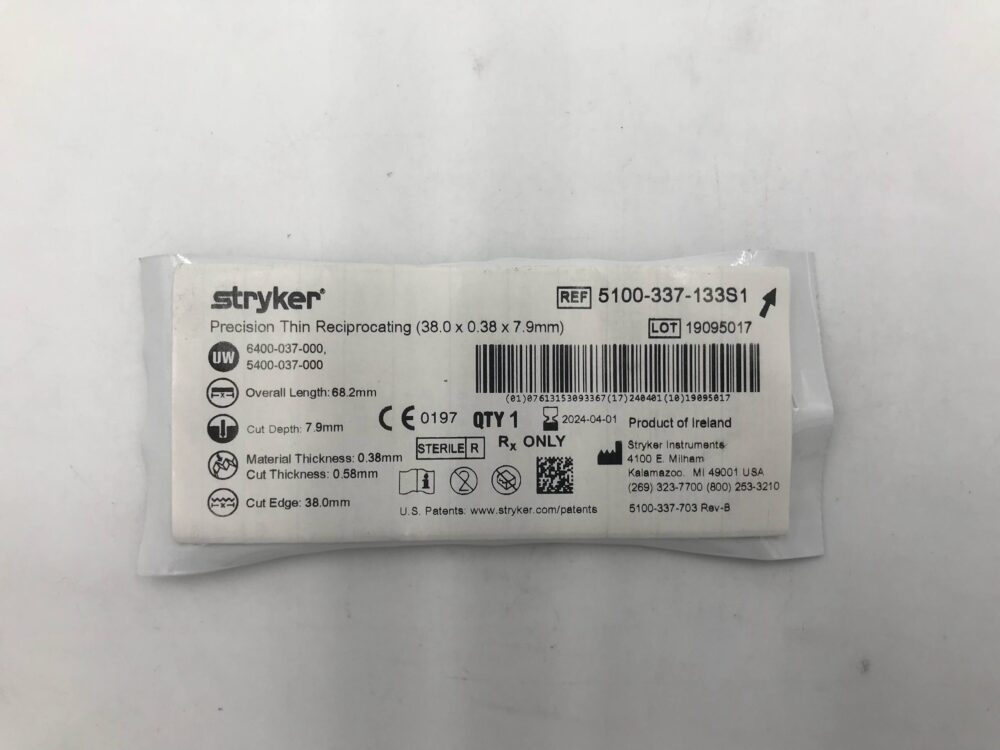 stryker®
REF 5100-337-133S1
Precision Thin Reciprocating (38.0 x 0.38 x 7.9mm)
LOT 19095017
UW 6400-037-000,
5400-037-000
(01)07613153093367(17)240401(10)19095017
Overall Length: 68.2mm
Cut Depth: 7.9mm
CE 0197 QTY 1 2024-04-01 Product of Ireland
STERILE R Rx ONLY
Material Thickness: 0.38mm
Cut Thickness: 0.58mm
Cut Edge: 38.0mm
Stryker Instruments
4100 E. Milham
Kalamazoo, MI 49001 USA
(269) 323-7700 (800) 253-3210
U.S. Patents: www.stryker.com/patents
5100-337-703 Rev-B